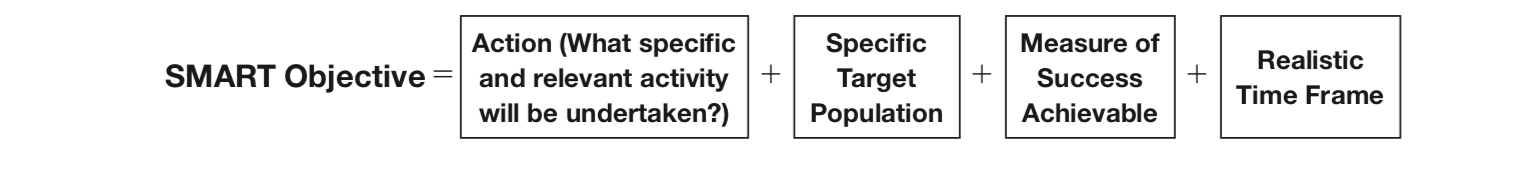 SMART Objective =
Action (What specific
and relevant activity
will be undertaken?)
+
Specific
Target
Population
+
Measure of
Success
Achievable
+
Realistic
Time Frame